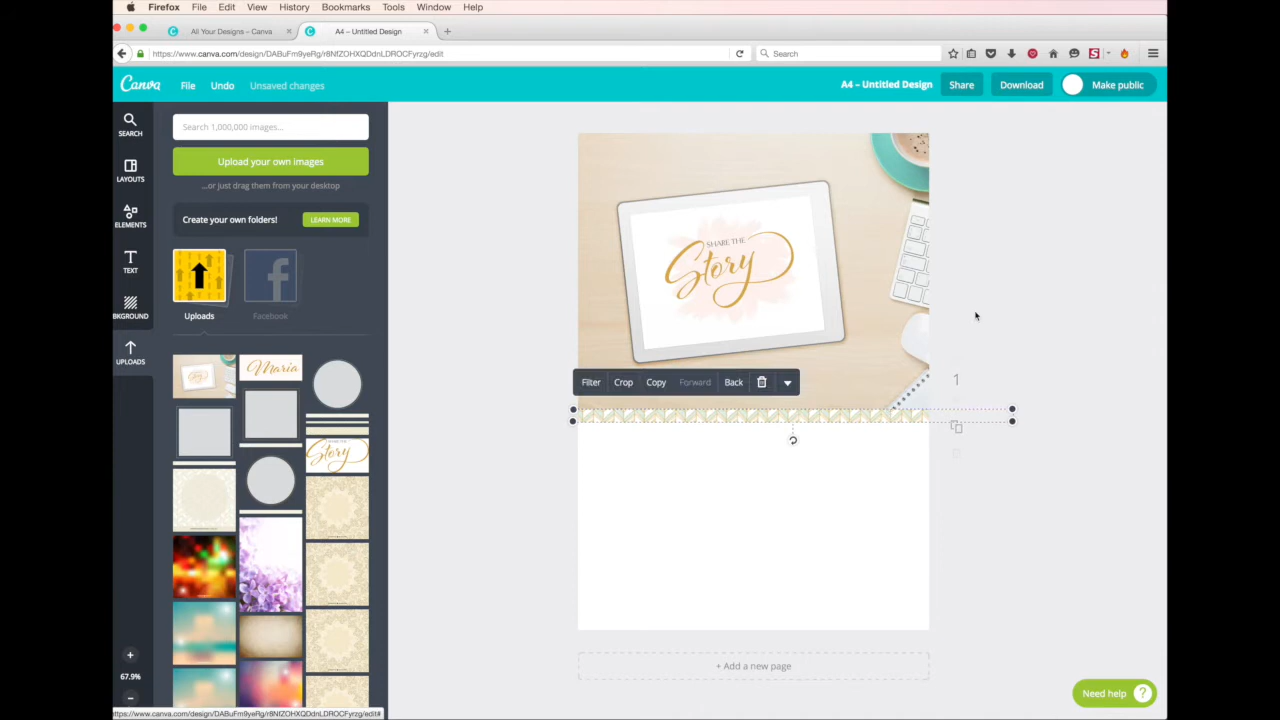 Firefox File Edit View History Bookmarks Tools Window Help
All Your Designs – Canva
A4 – Untitled Design
https://www.canva.com/design/DABuFm9yeRg/r8NfZOHXQDdnLDROCFyrzg/edit
Search
Canva
File
Undo
Unsaved changes
A4 – Untitled Design
Share
Download
Make public
SEARCH
LAYOUTS
ELEMENTS
TEXT
BKGROUND
UPLOADS
67.9%
Search 1,000,000 images...
Upload your own images
...or just drag them from your desktop
Create your own folders!
LEARN MORE
Uploads
Facebook
Maria
Story
SHARE THE
Story
Filter
Crop
Copy
Forward
Back
1
+ Add a new page
Need help ?
https://www.canva.com/design/DABuFm9yeRg/r8NfZOHXQDdnLDROCFyrzg/edit#